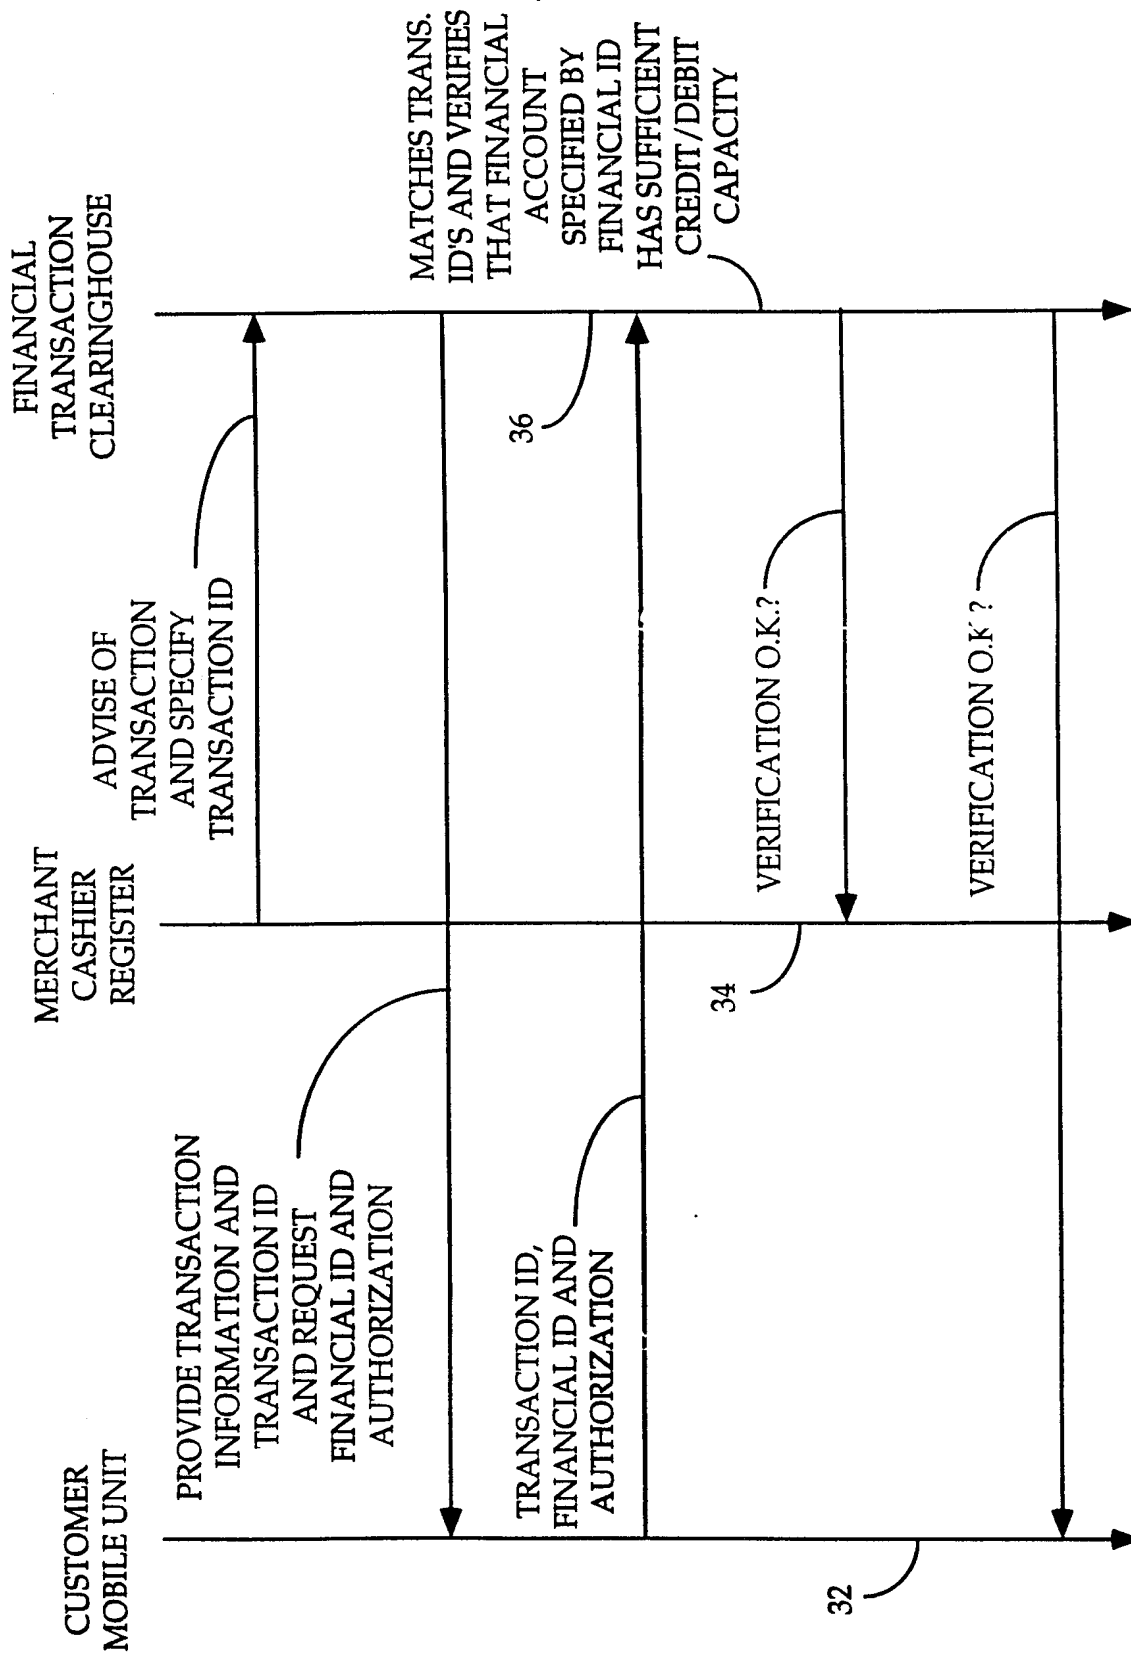 CUSTOMER
MOBILE UNIT
MERCHANT
CASHIER
REGISTER
FINANCIAL
TRANSACTION
CLEARINGHOUSE
ADVISE OF
TRANSACTION
AND SPECIFY
TRANSACTION ID
PROVIDE TRANSACTION
INFORMATION AND
TRANSACTION ID
AND REQUEST
FINANCIAL ID AND
AUTHORIZATION
MATCHES TRANS.
ID'S AND VERIFIES
THAT FINANCIAL
ACCOUNT
SPECIFIED BY
FINANCIAL ID
HAS SUFFICIENT
CREDIT/DEBIT
CAPACITY
36
TRANSACTION ID,
FINANCIAL ID AND
AUTHORIZATION
34
VERIFICATION O.K.?
32
VERIFICATION O.K ?